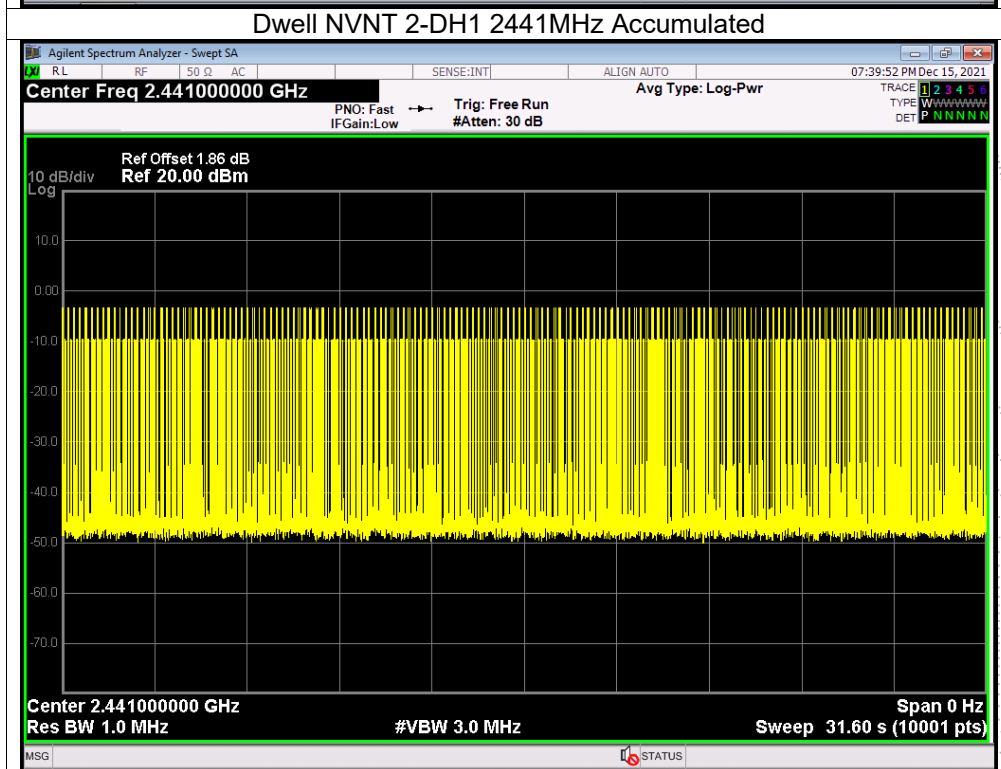 Dwell NVNT 2-DH1 2441MHz Accumulated
Agilent Spectrum Analyzer - Swept SA
LXI RL RF 50 Ω AC SENSE:INT ALIGN AUTO 07:39:52 PM Dec 15, 2021
Center Freq 2.441000000 GHz Avg Type: Log-Pwr TRACE 1 2 3 4 5 6
PNO: Fast Trig: Free Run TYPE WWWWWW
IFGain:Low #Atten: 30 dB DET P N N N N N
Ref Offset 1.86 dB
10 dB/div Ref 20.00 dBm
Log
10.0
0.00
-10.0
-20.0
-30.0
-40.0
-50.0
-60.0
-70.0
Center 2.441000000 GHz Span 0 Hz
Res BW 1.0 MHz #VBW 3.0 MHz Sweep 31.60 s (10001 pts)
MSG STATUS